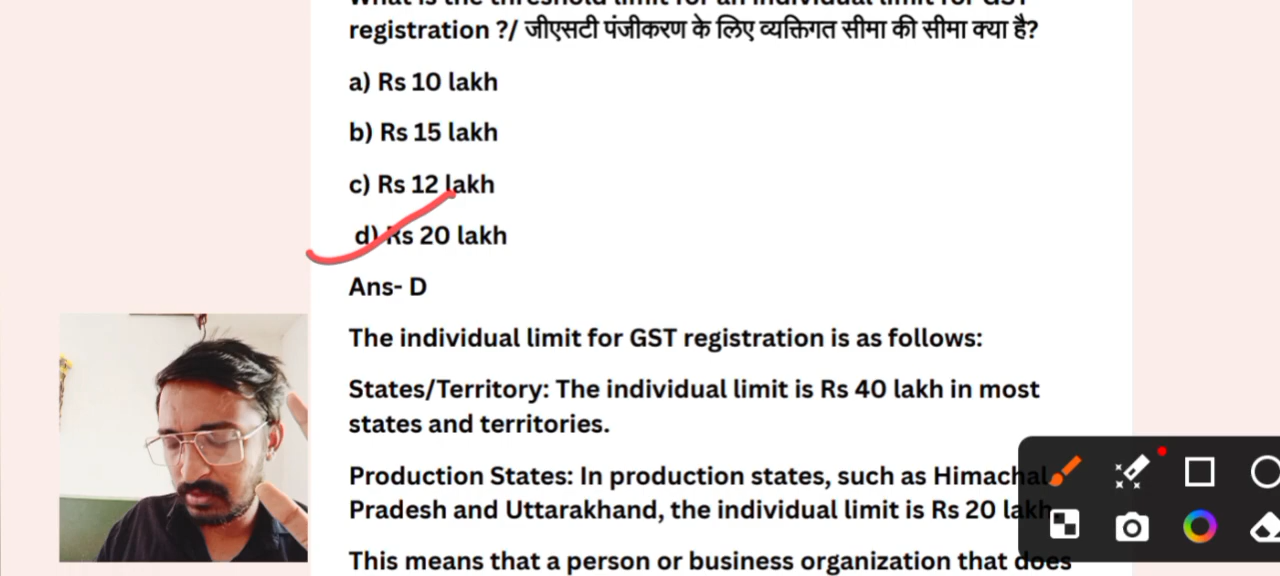 registration ?/ जीएसटी पंजीकरण के लिए व्यक्तिगत सीमा की सीमा क्या है?
a) Rs 10 lakh
b) Rs 15 lakh
c) Rs 12 lakh
d) Rs 20 lakh
Ans- D
The individual limit for GST registration is as follows:
States/Territory: The individual limit is Rs 40 lakh in most
states and territories.
Production States: In production states, such as Himachal
Pradesh and Uttarakhand, the individual limit is Rs 20 lakh
This means that a person or business organization that does